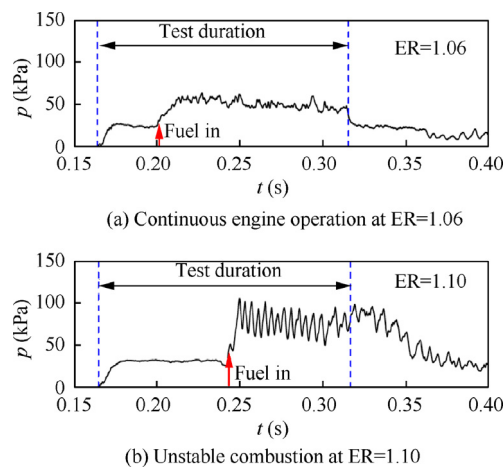 150
Test duration
ER=1.06
100
p (kPa)
50
Fuel in
0
0.15 0.20 0.25 0.30 0.35 0.40
t (s)
(a) Continuous engine operation at ER=1.06
150
Test duration
ER=1.10
100
p (kPa)
50
Fuel in
0
0.15 0.20 0.25 0.30 0.35 0.40
t (s)
(b) Unstable combustion at ER=1.10